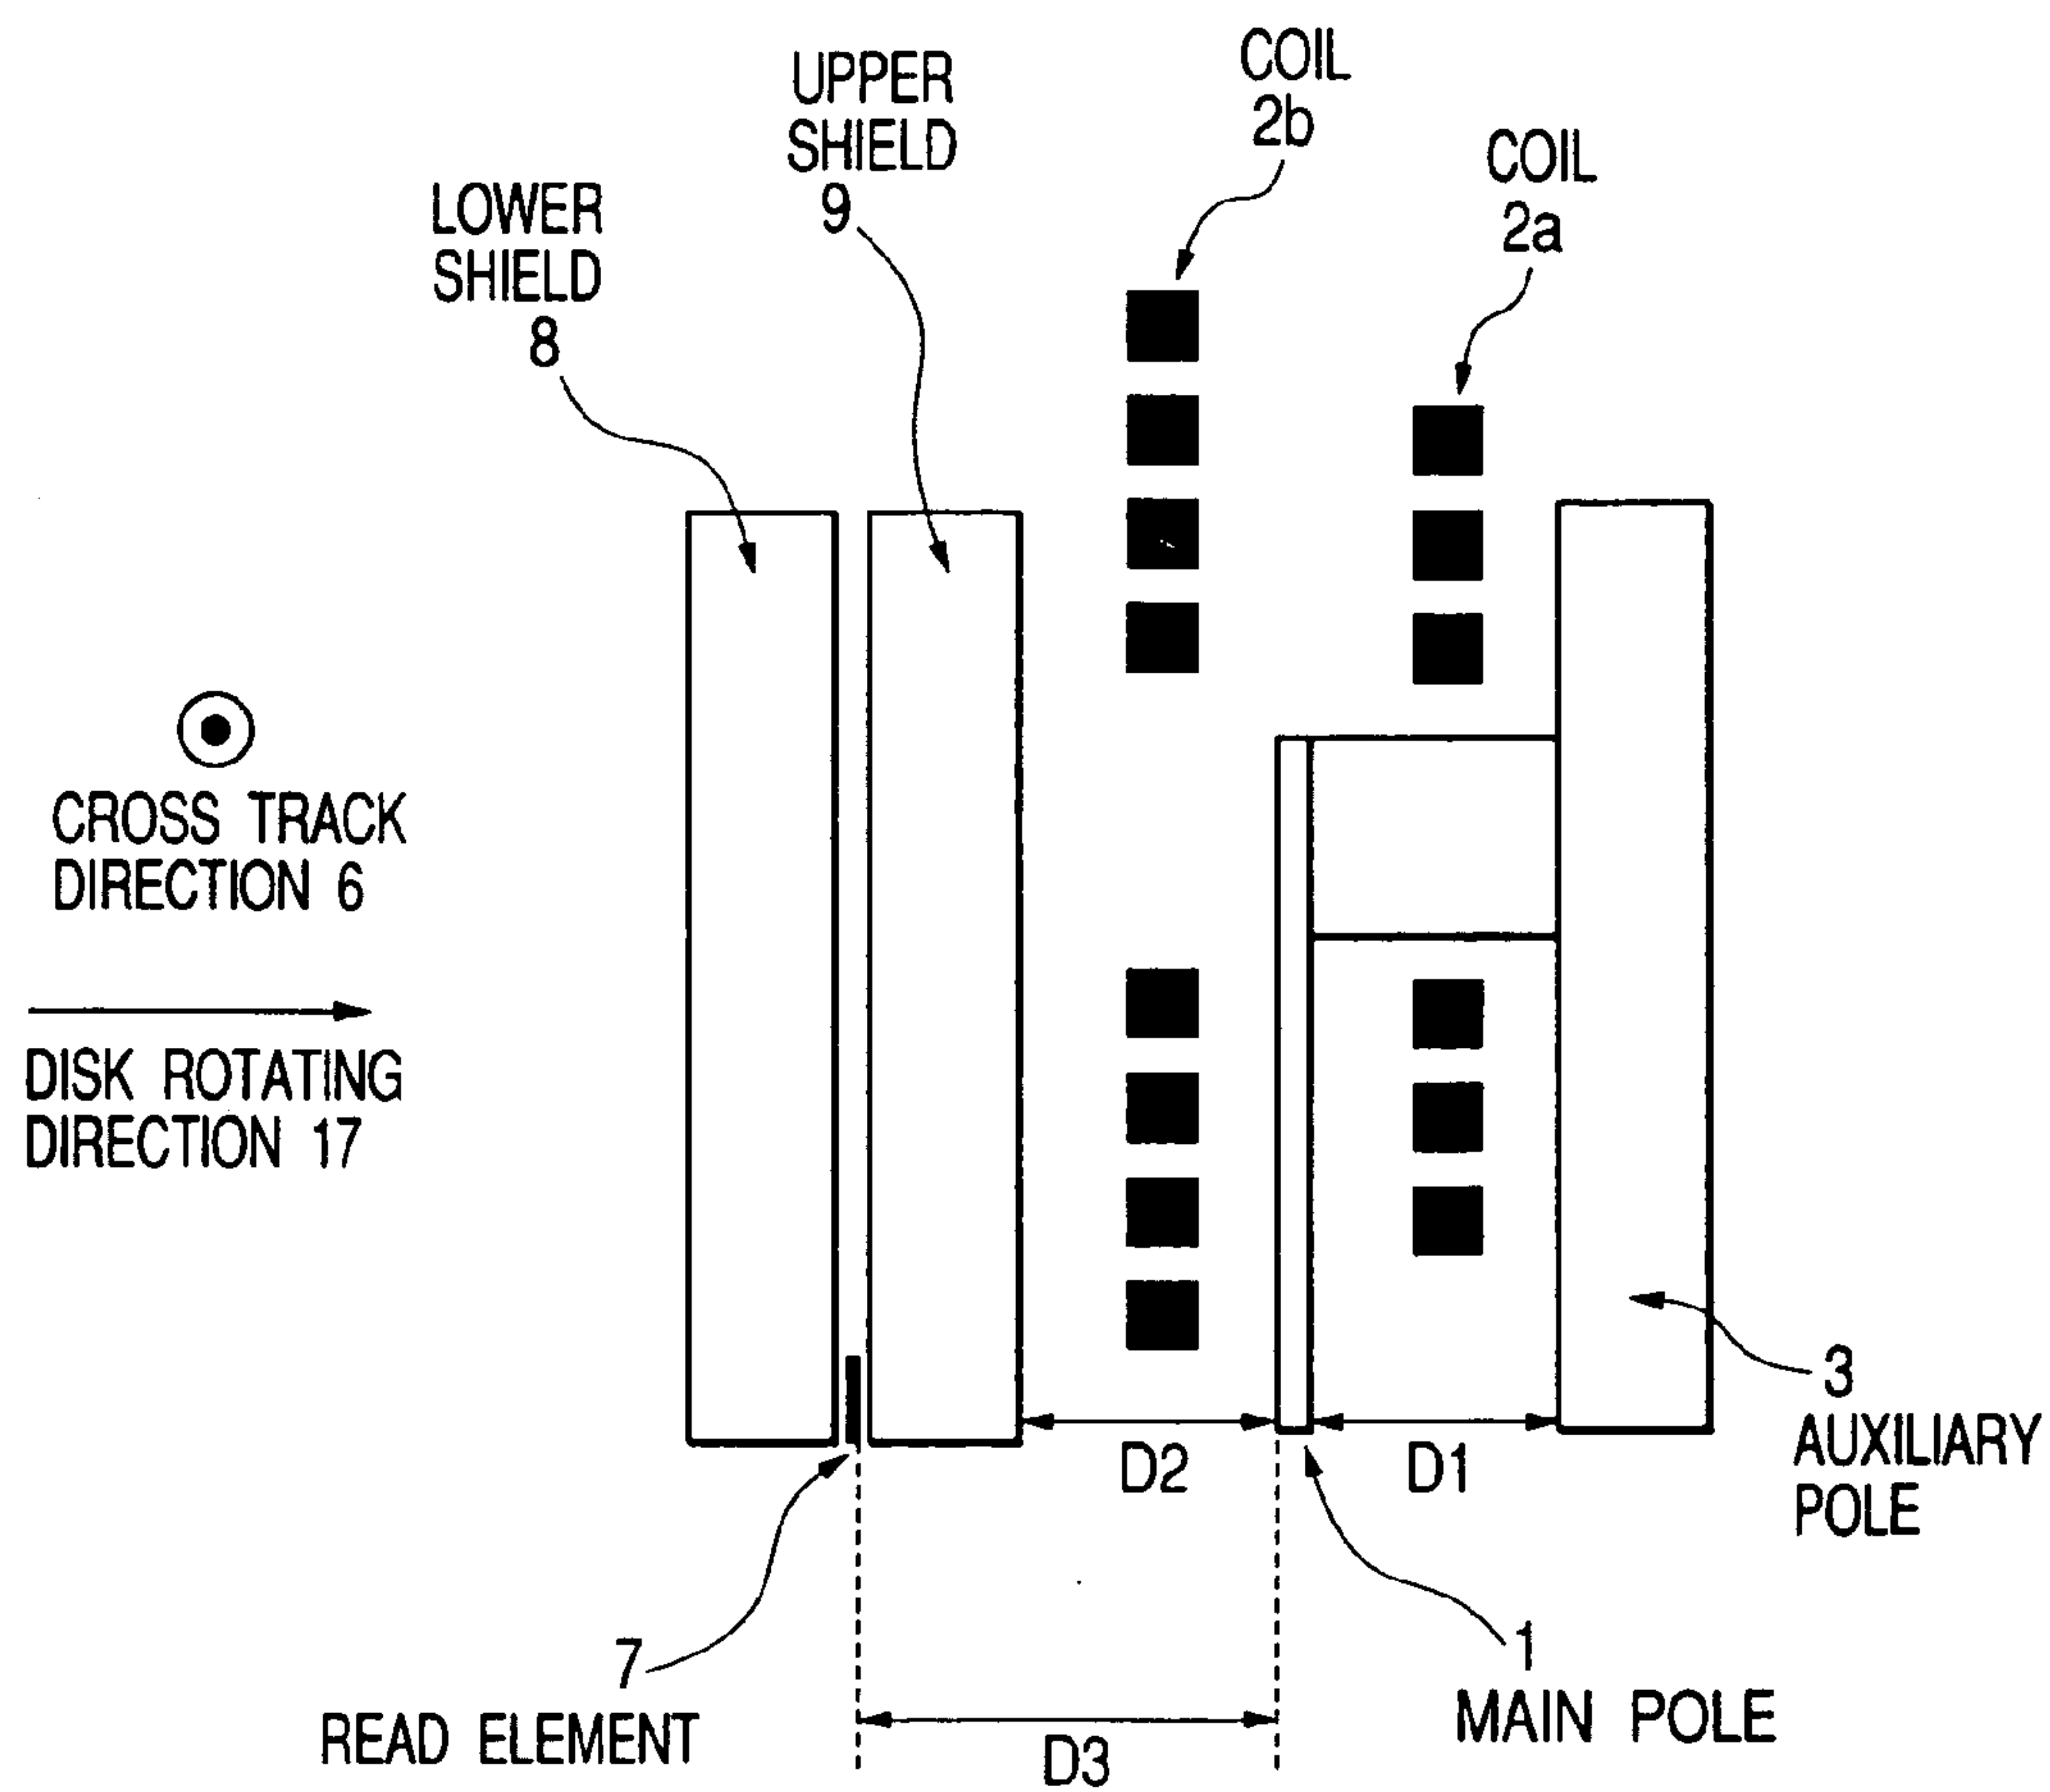 COIL
2b
UPPER
SHIELD
9
COIL
2a
LOWER
SHIELD
8
CROSS TRACK
DIRECTION 6
DISK ROTATING
DIRECTION 17
3
AUXILIARY
POLE
D2
D1
7
READ ELEMENT
1
MAIN POLE
D3